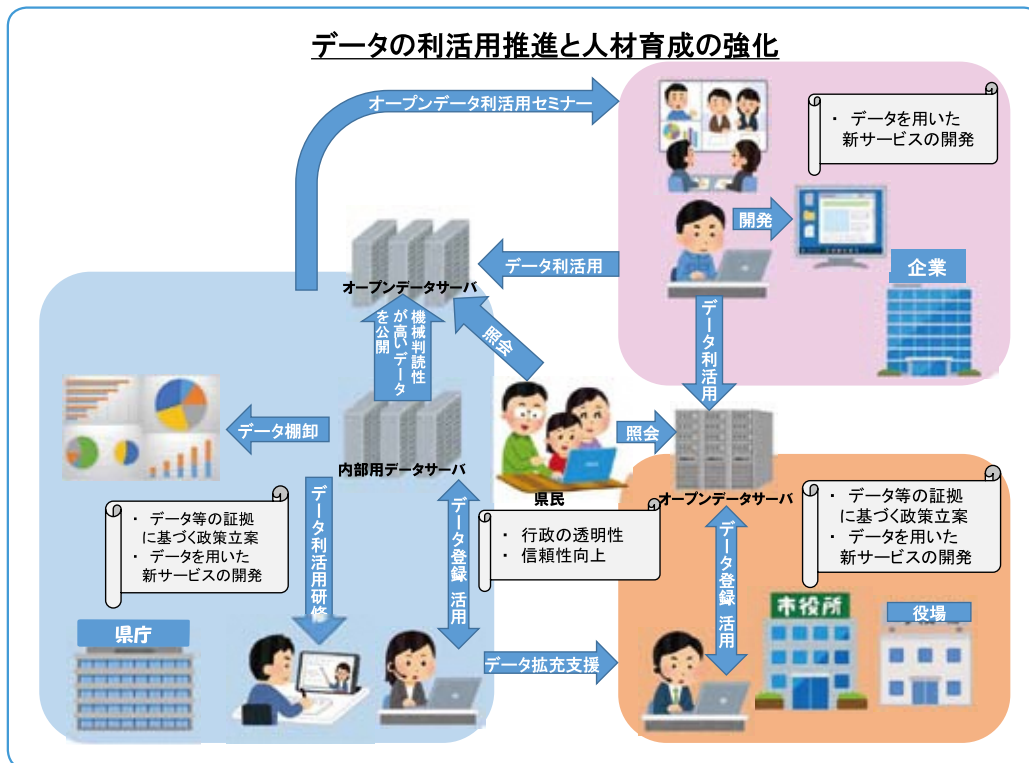 データの利活用推進と人材育成の強化
オープンデータ利活用セミナー
・ データを用いた
新サービスの開発
開発
企業
データ利活用
オープンデータサーバ
機械判読性
が高いデータ
を公開
照会
データ利活用
データ棚卸
内部用データサーバ
照会
県民
オープンデータサーバ
・ データ等の証拠
に基づく政策立案
・ データを用いた
新サービスの開発
データ利活用研修
データ登録 活用
・ 行政の透明性
・ 信頼性向上
データ登録 活用
・ データ等の証拠
に基づく政策立案
・ データを用いた
新サービスの開発
県庁
データ拡充支援
市役所
役場